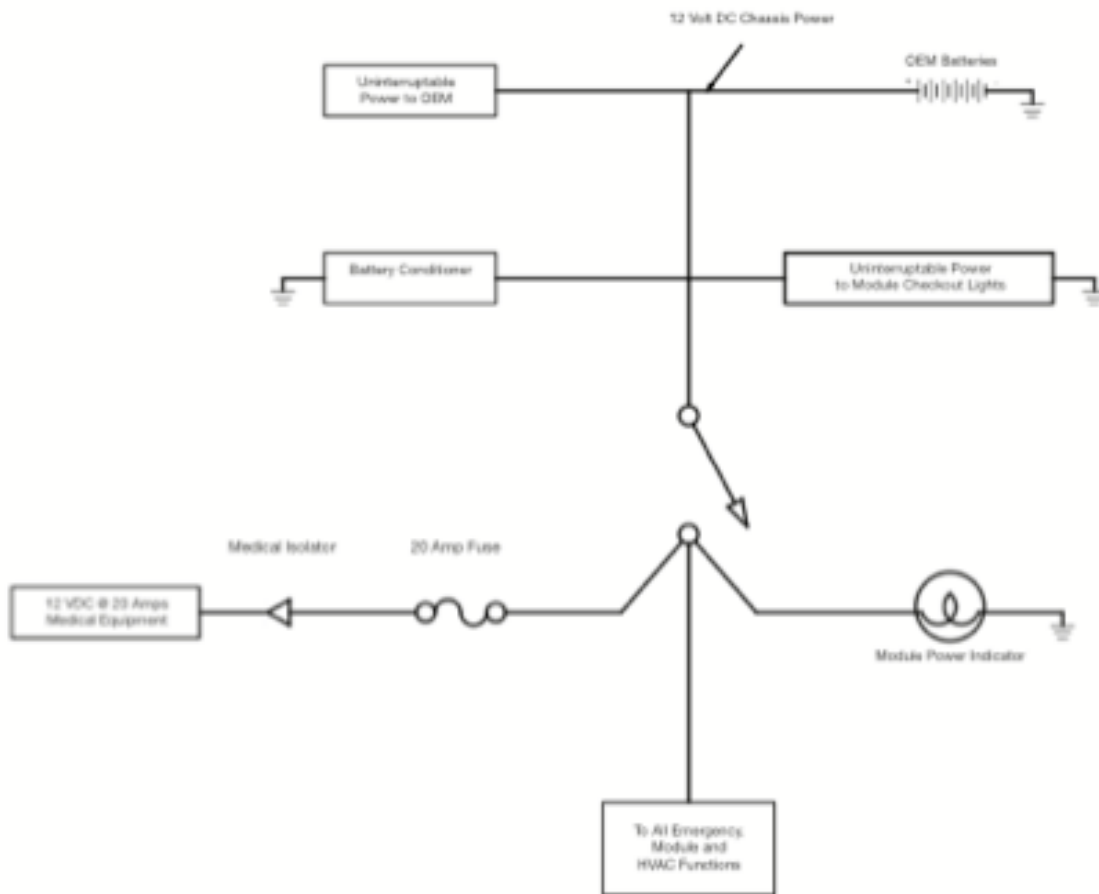 12 Volt DC Chassis Power
OEM Batteries
+ -
Uninterruptable
Power to OEM
Battery Conditioner
Uninterruptable Power
to Module Checkout Lights
Medical Isolator
20 Amp Fuse
12 VDC @ 20 Amps
Medical Equipment
Module Power Indicator
To All Emergency,
Module and
HVAC Functions